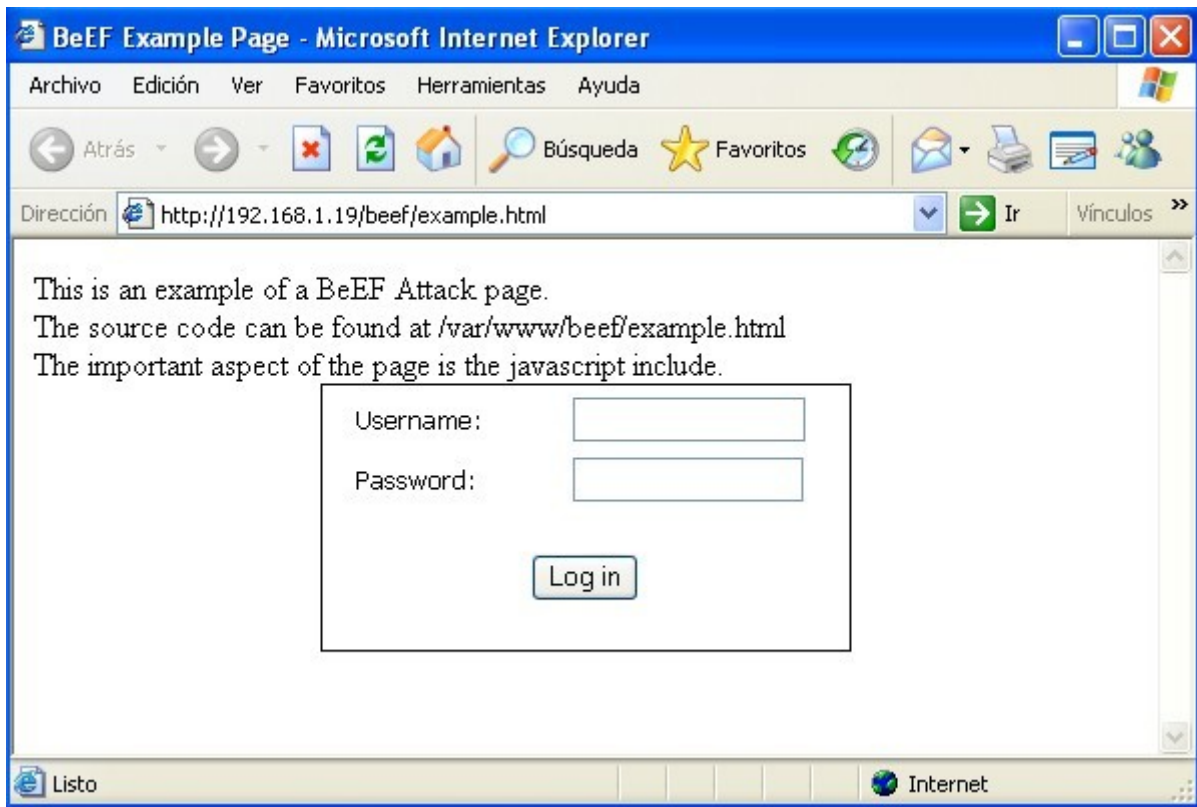 BeEF Example Page - Microsoft Internet Explorer
Archivo Edición Ver Favoritos Herramientas Ayuda
Atrás Búsqueda Favoritos
Dirección http://192.168.1.19/beef/example.html Ir Vínculos »
This is an example of a BeEF Attack page.
The source code can be found at /var/www/beef/example.html
The important aspect of the page is the javascript include.
Username:
Password:
Log in
Listo Internet